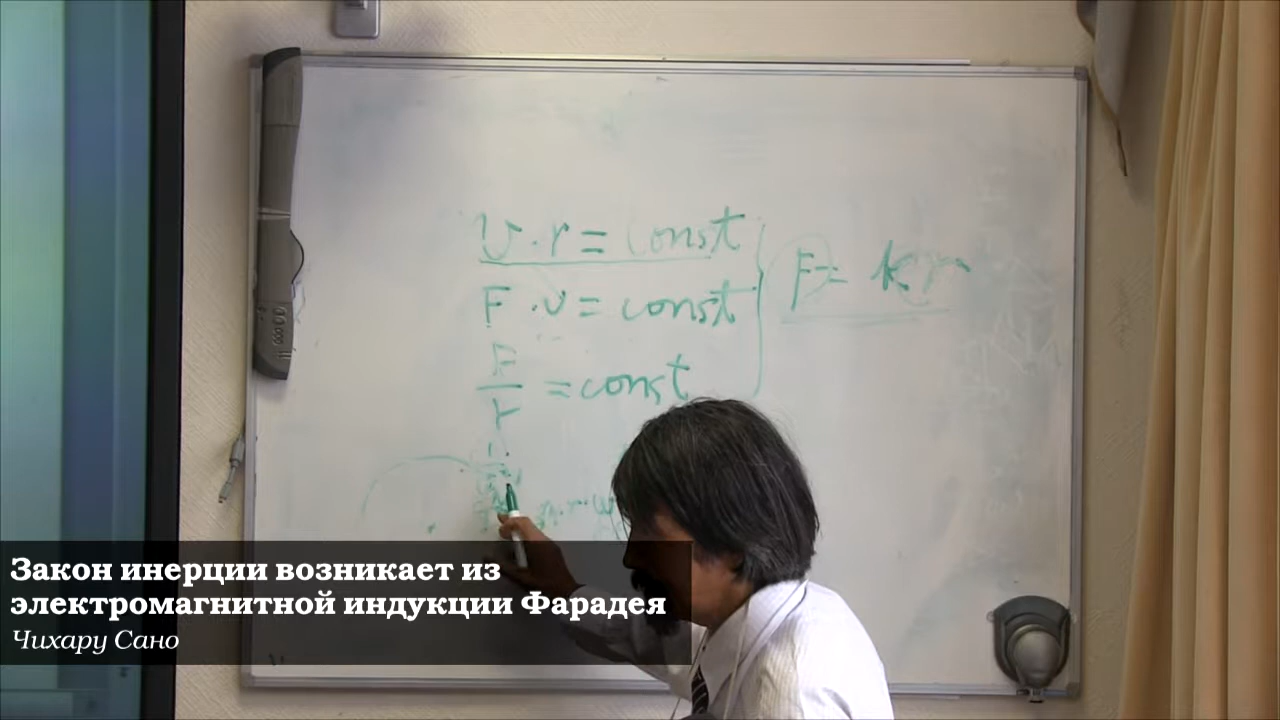 v·r = const
F·v = const
F/r = const
F = kr
Закон инерции возникает из
электромагнитной индукции Фарадея
Чихару Сано